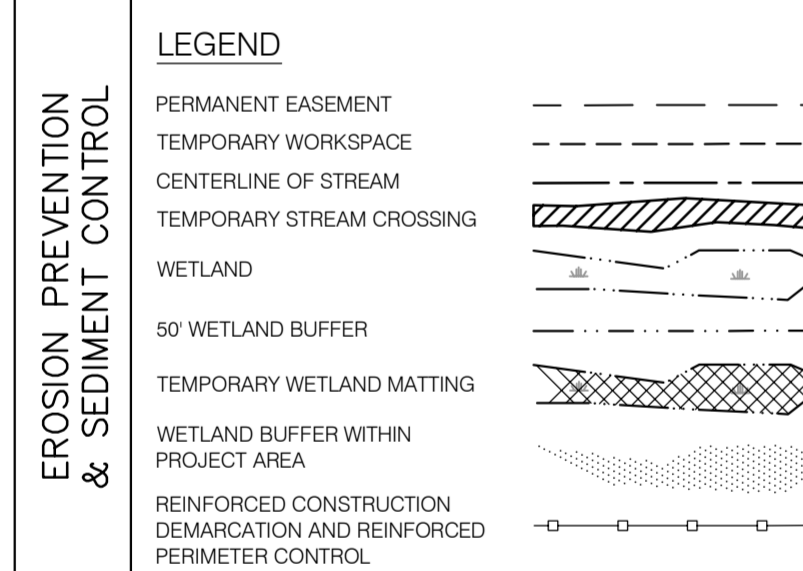 EROSION PREVENTION
& SEDIMENT CONTROL
LEGEND
PERMANENT EASEMENT
TEMPORARY WORKSPACE
CENTERLINE OF STREAM
TEMPORARY STREAM CROSSING
WETLAND
50' WETLAND BUFFER
TEMPORARY WETLAND MATTING
WETLAND BUFFER WITHIN
PROJECT AREA
REINFORCED CONSTRUCTION
DEMARCATION AND REINFORCED
PERIMETER CONTROL